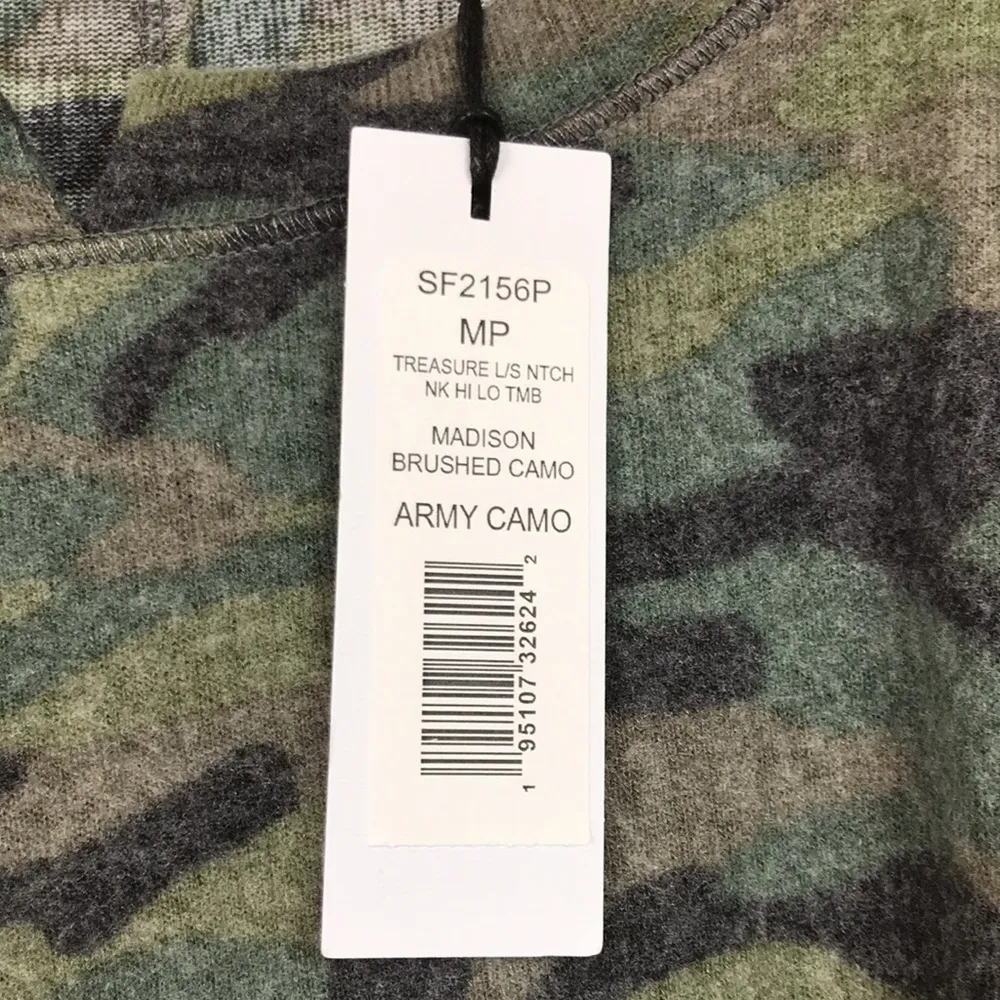 SF2156P
MP
TREASURE L/S NTCH
NK HI LO TMB
MADISON
BRUSHED CAMO
ARMY CAMO
1 95107 32624 2